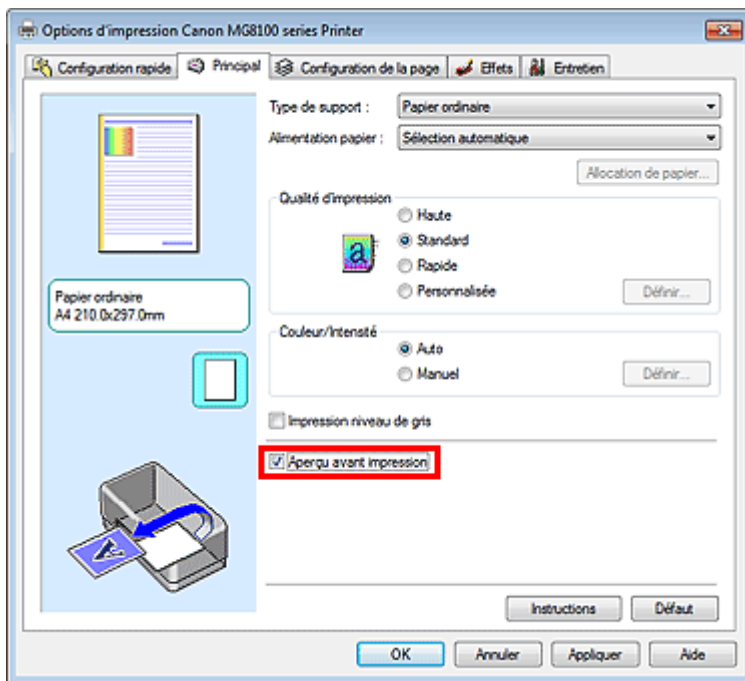 Options d'impression Canon MG8100 series Printer
Configuration rapide Principal Configuration de la page Effets Entretien
Type de support : Papier ordinaire
Alimentation papier : Sélection automatique
Allocation de papier...
Qualité d'impression
Haute
a Standard
Rapide
Personnalisée Définir...
Papier ordinaire
A4 210.0x297.0mm
Couleur/Intensité
Auto
Manuel Définir...
Impression niveau de gris
Aperçu avant impression
A
Instructions Défaut
OK Annuler Appliquer Aide